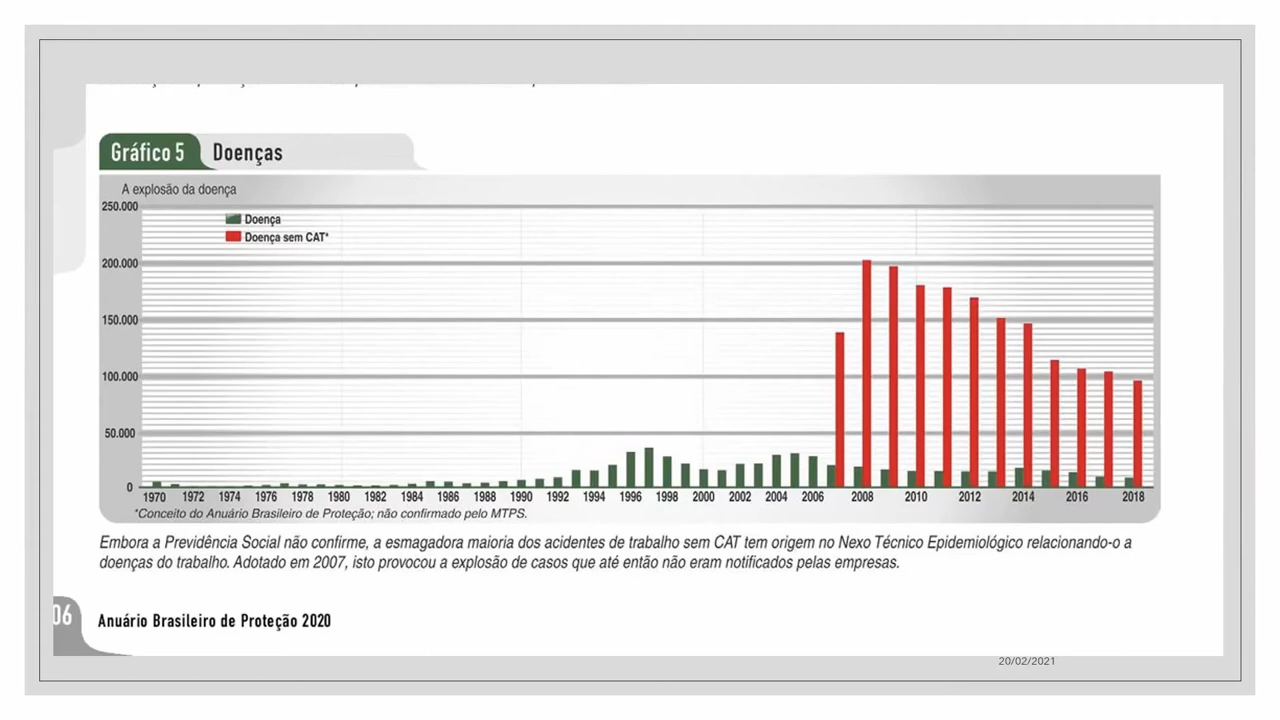 Gráfico 5 Doenças
A explosão da doença
250.000
Doença
Doença sem CAT*
200.000
150.000
100.000
50.000
0
1970 1972 1974 1976 1978 1980 1982 1984 1986 1988 1990 1992 1994 1996 1998 2000 2002 2004 2006 2008 2010 2012 2014 2016 2018
*Conceito do Anuário Brasileiro de Proteção; não confirmado pelo MTPS.
Embora a Previdência Social não confirme, a esmagadora maioria dos acidentes de trabalho sem CAT tem origem no Nexo Técnico Epidemiológico relacionando-o a
doenças do trabalho. Adotado em 2007, isto provocou a explosão de casos que até então não eram notificados pelas empresas.
06 Anuário Brasileiro de Proteção 2020
20/02/2021